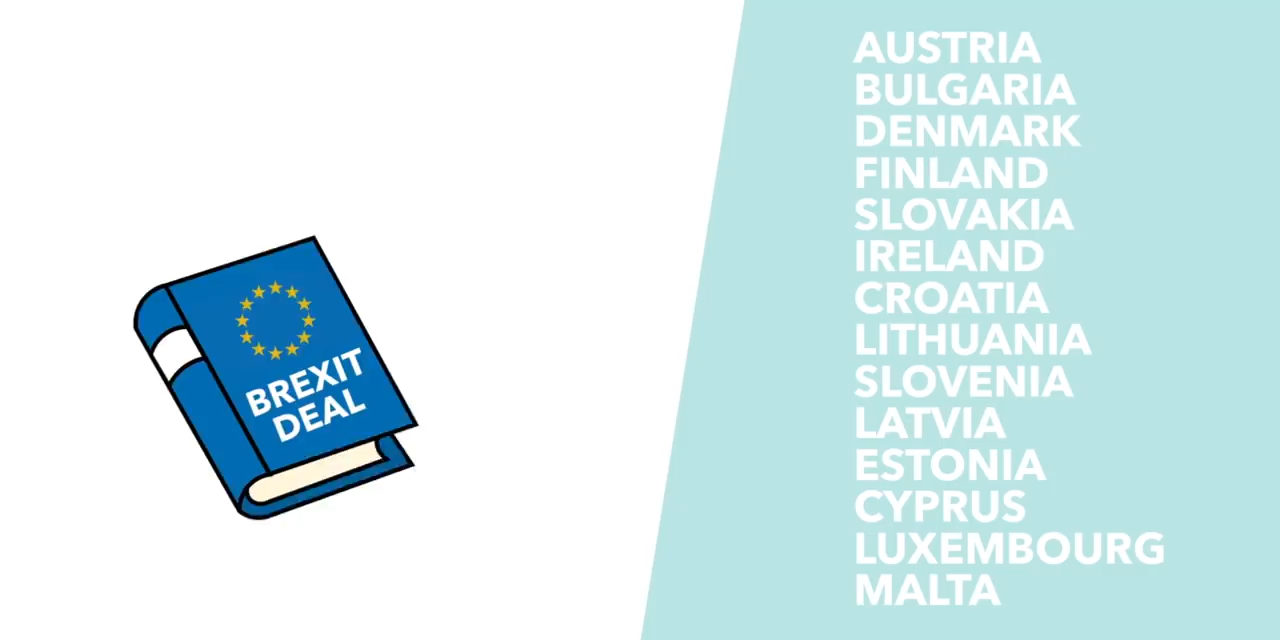 BREXIT
DEAL
AUSTRIA
BULGARIA
DENMARK
FINLAND
SLOVAKIA
IRELAND
CROATIA
LITHUANIA
SLOVENIA
LATVIA
ESTONIA
CYPRUS
LUXEMBOURG
MALTA